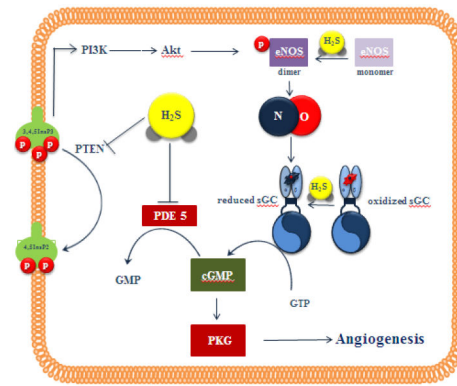 PI3K
Akt
P
eNOS
H2S
eNOS
dimer
monomer
3,4,5InsP3
P P
P
PTEN
H2S
N O
reduced sGC
H2S
oxidized sGC
PDE 5
4,5InsP2
P P
GMP
cGMP
GTP
PKG
Angiogenesis